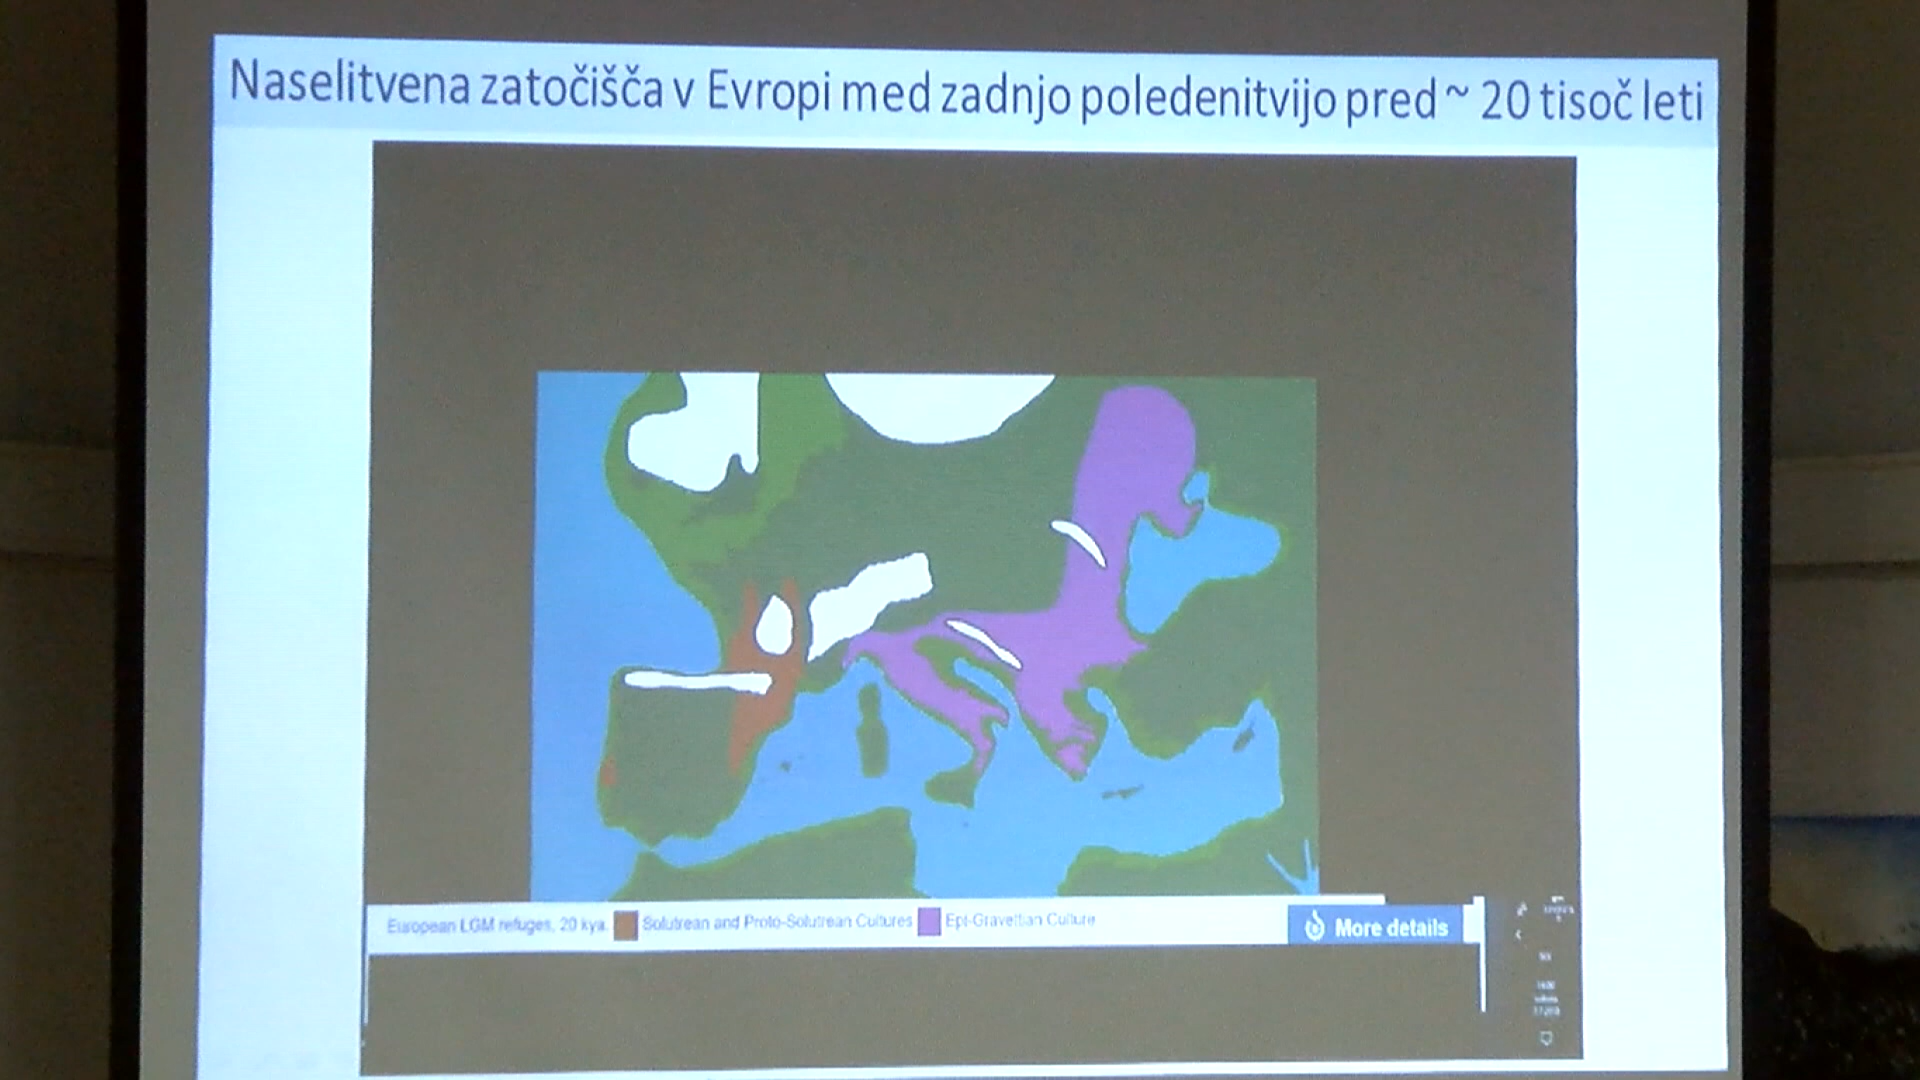 Naselitvena zatočišča v Evropi med zadnjo poledenitvijo pred ~ 20 tisoč leti
European LGM refuges, 20 kya. Solutrean and Proto-Solutrean Cultures Epi-Gravettian Culture
More details